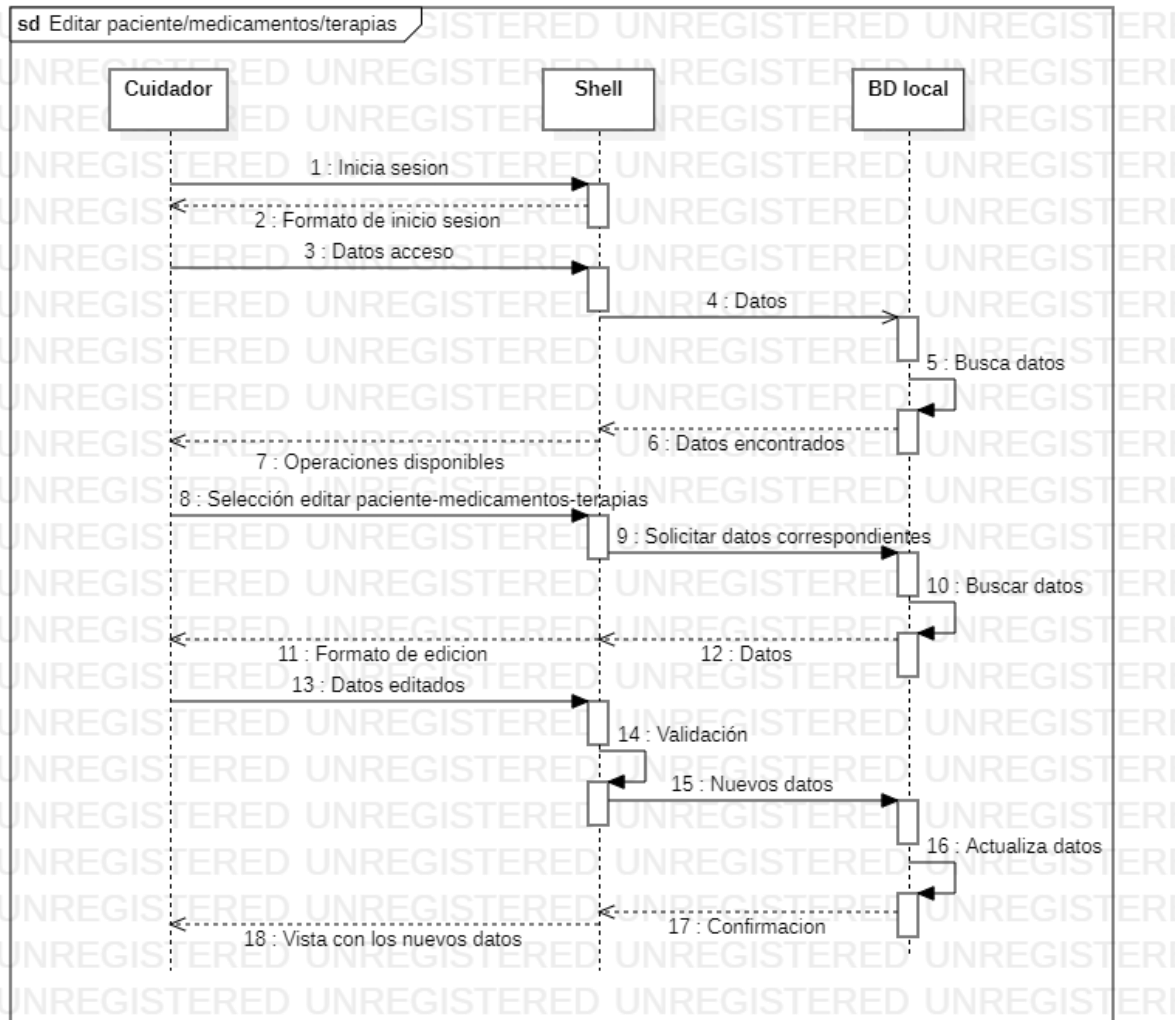 sd Editar paciente/medicamentos/terapias
Cuidador
Shell
BD local
1 : Inicia sesion
2 : Formato de inicio sesion
3 : Datos acceso
4 : Datos
5 : Busca datos
6 : Datos encontrados
7 : Operaciones disponibles
8 : Selección editar paciente-medicamentos-terapias
9 : Solicitar datos correspondientes
10 : Buscar datos
11 : Formato de edicion
12 : Datos
13 : Datos editados
14 : Validación
15 : Nuevos datos
16 : Actualiza datos
17 : Confirmacion
18 : Vista con los nuevos datos
UNREGISTERED